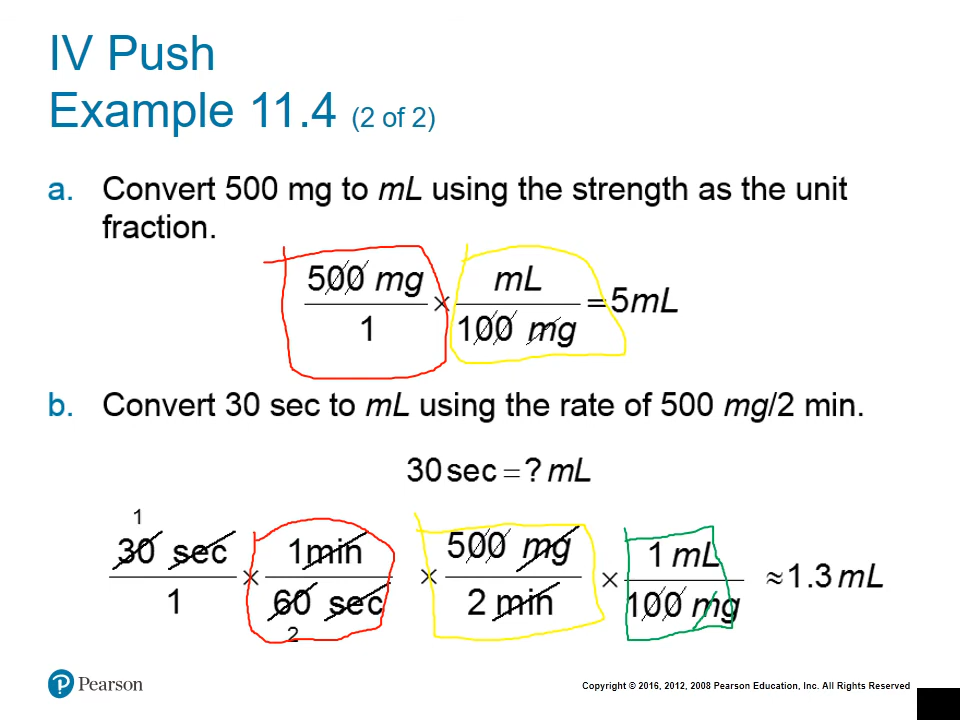 IV Push
Example 11.4 (2 of 2)
a. Convert 500 mg to mL using the strength as the unit
fraction.
500 mg / 1 × mL / 100 mg = 5mL
b. Convert 30 sec to mL using the rate of 500 mg/2 min.
30 sec = ? mL
1
30 sec / 1 × 1min / 60 sec × 500 mg / 2 min × 1 mL / 100 mg ≈ 1.3 mL
2
Pearson
Copyright © 2016, 2012, 2008 Pearson Education, Inc. All Rights Reserved